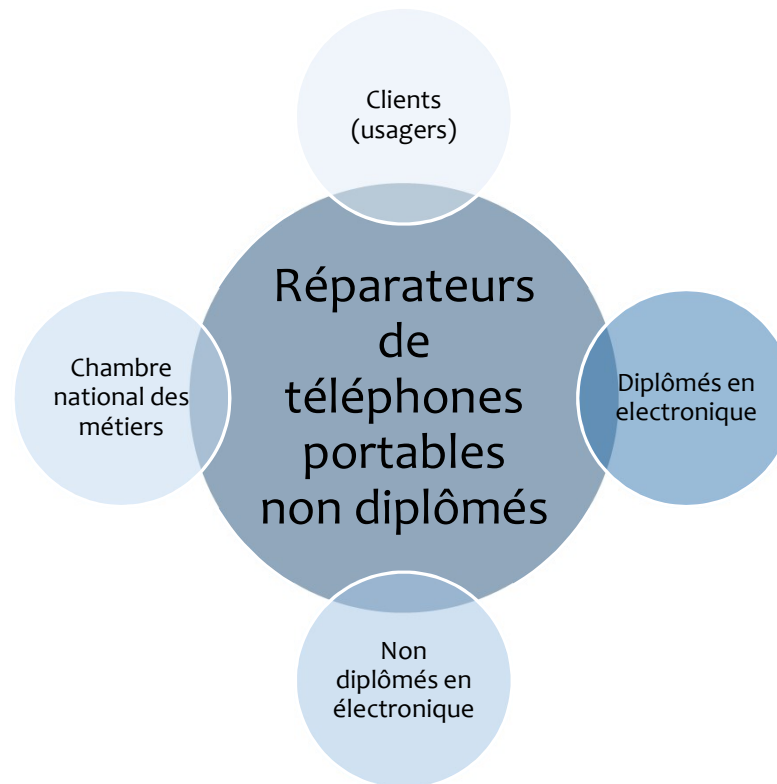 Clients
(usagers)
Réparateurs
de
téléphones
portables
non diplômés
Chambre
national des
métiers
Diplômés en
electronique
Non
diplômés en
électronique